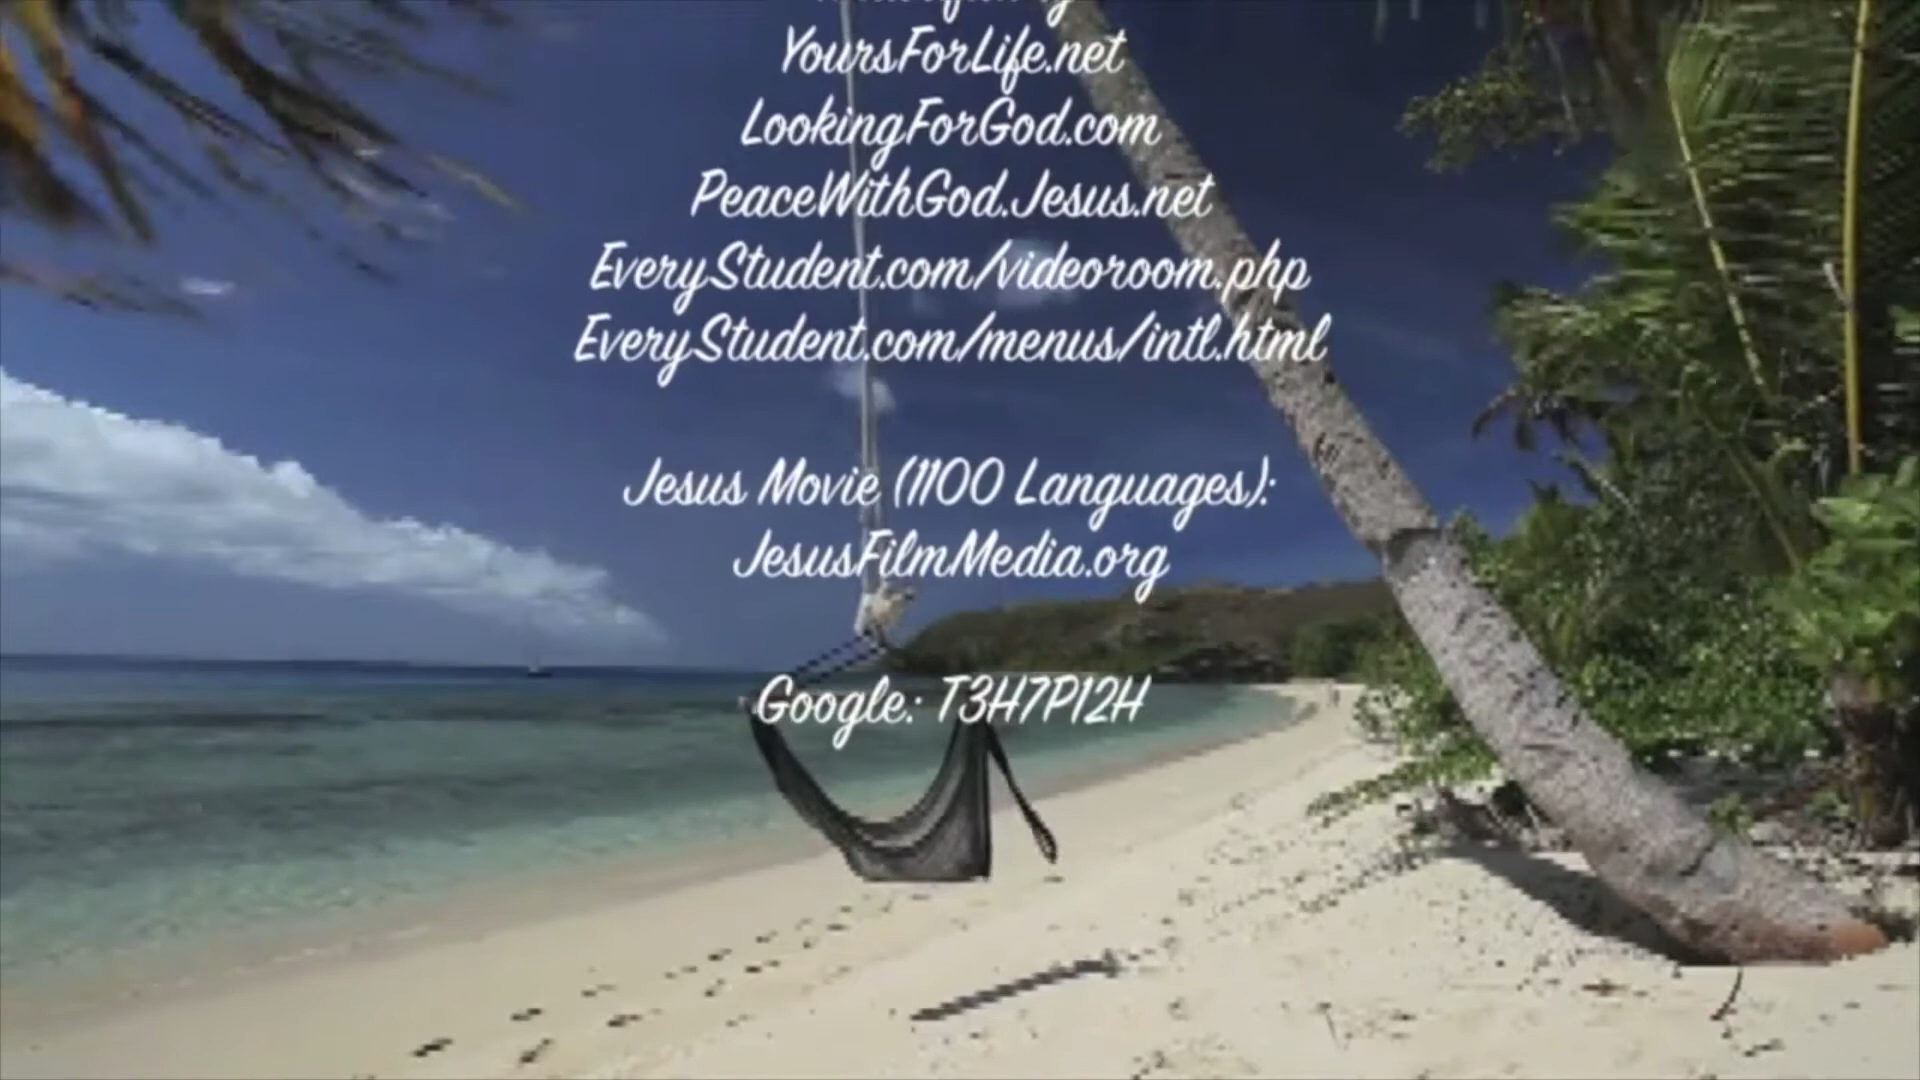 YoursForLife.net
LookingForGod.com
PeaceWithGod.Jesus.net
EveryStudent.com/videoroom.php
EveryStudent.com/menus/intl.html
Jesus Movie (1100 Languages):
JesusFilmMedia.org
Google: T3H7P12H